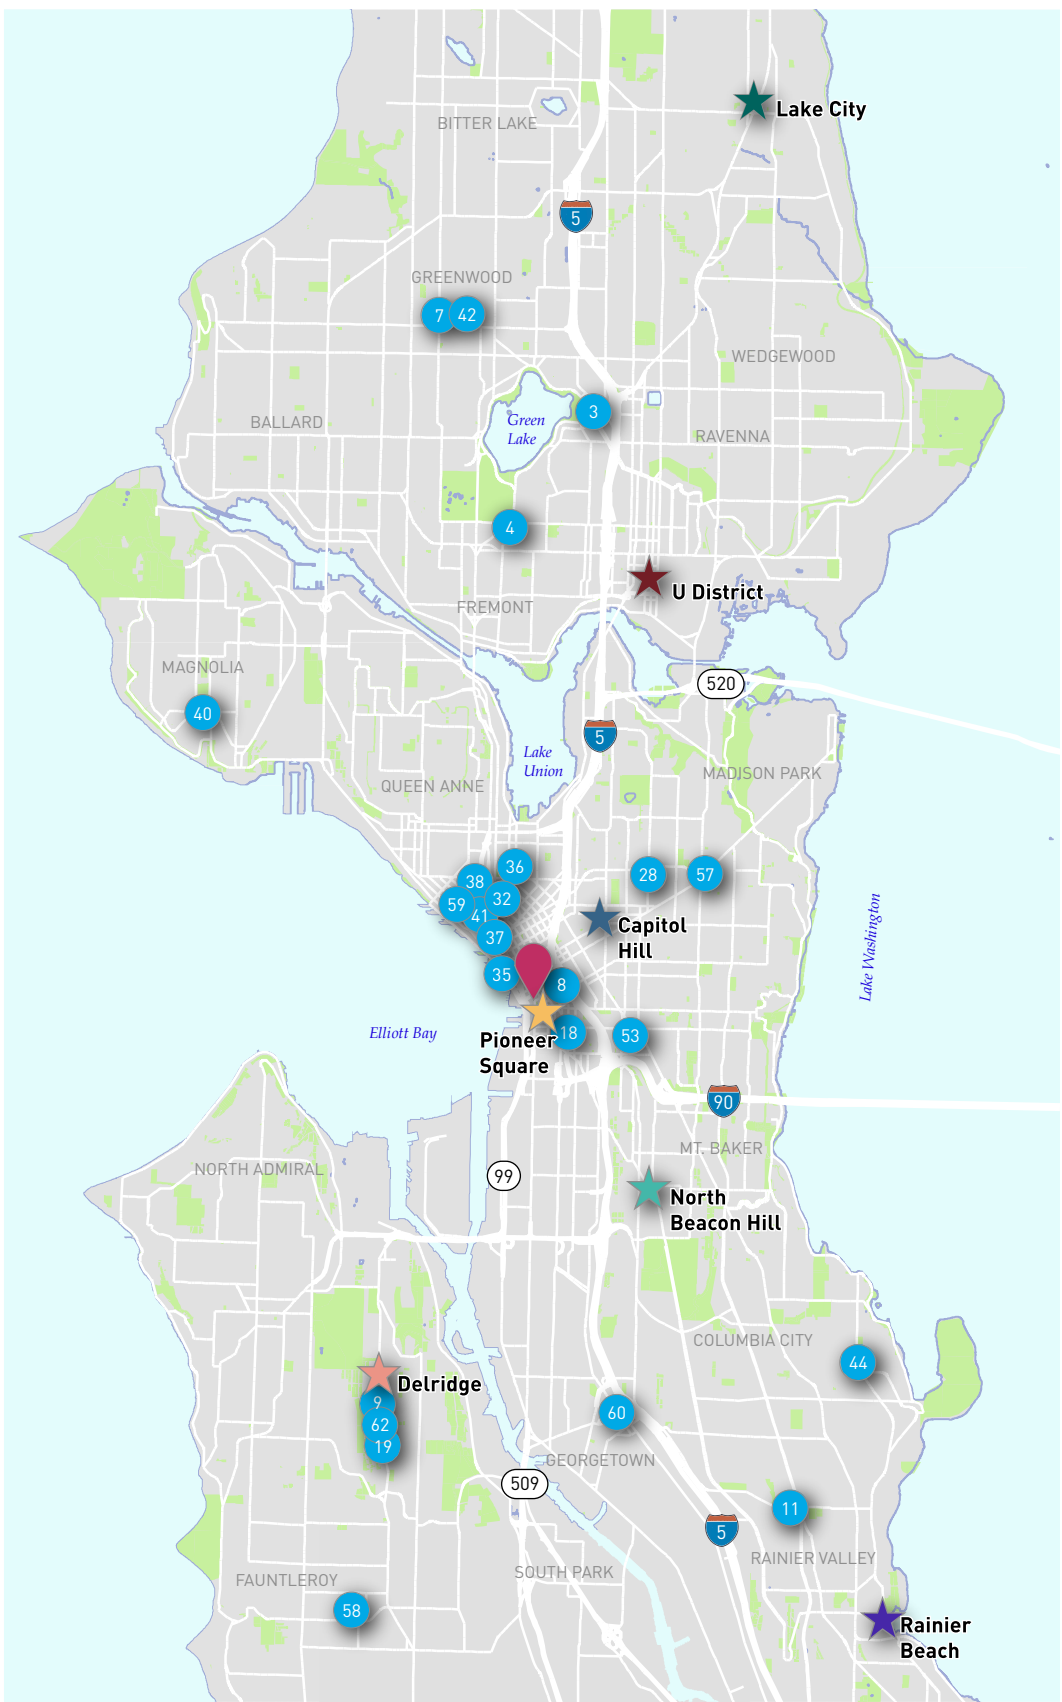 Lake City
BITTER LAKE
5
GREENWOOD
7
42
WEDGEWOOD
3
BALLARD
Green
Lake
RAVENNA
4
U District
FREMONT
MAGNOLIA
520
40
5
Lake
Union
MADISON PARK
QUEEN ANNE
36
38
28
57
32
59
41
Capitol
Hill
37
Lake Washington
35
8
Elliott Bay
18
53
Pioneer
Square
90
MT. BAKER
NORTH ADMIRAL
99
North
Beacon Hill
COLUMBIA CITY
44
Delridge
9
60
62
19
GEORGETOWN
509
11
5
RAINIER VALLEY
SOUTH PARK
FAUNTLEROY
58
Rainier
Beach